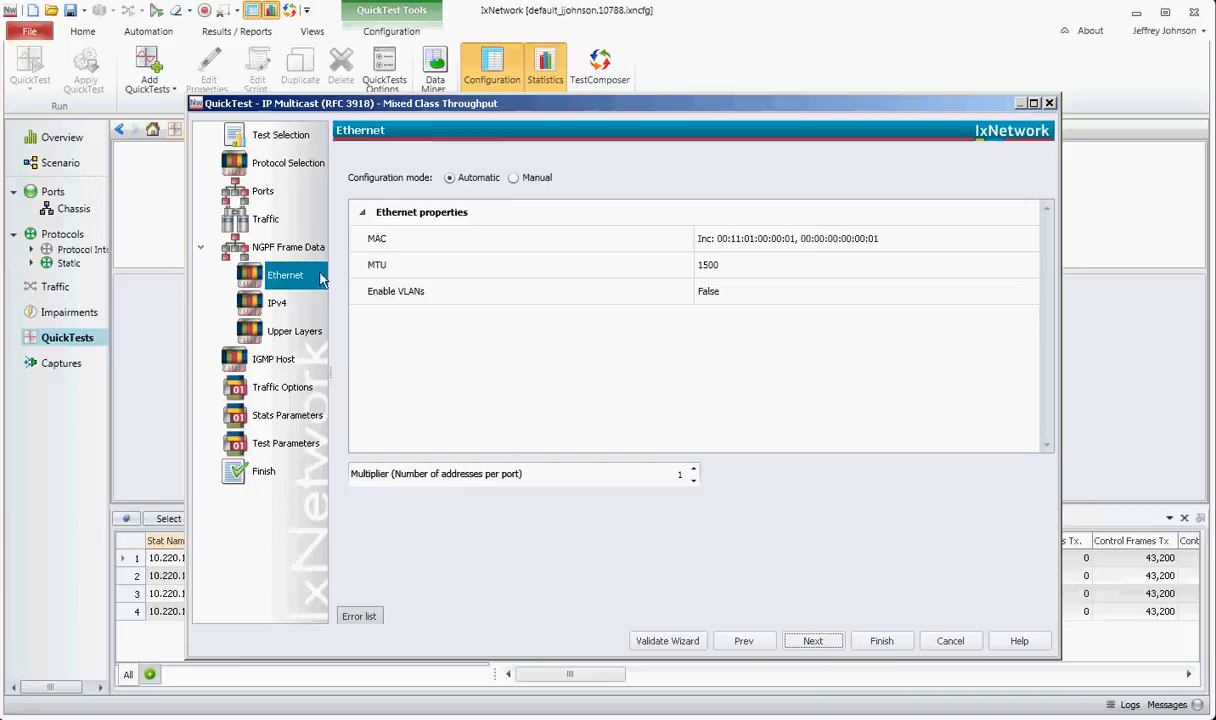 QuickTest Tools
IxNetwork [default_jjohnson.10788.ixncfg]
File
Home
Automation
Results / Reports
Views
Configuration
About
Jeffrey Johnson
QuickTest
Apply QuickTest
Add QuickTests
Edit Properties
Edit Script
Duplicate
Delete
QuickTests Options
Data Miner
Configuration
Statistics
TestComposer
Run
QuickTest - IP Multicast (RFC 3918) - Mixed Class Throughput
Overview
Scenario
Ports
Chassis
Protocols
Protocol Inte
Static
Traffic
Impairments
QuickTests
Captures
Test Selection
Protocol Selection
Ports
Traffic
NGPF Frame Data
Ethernet
IPv4
Upper Layers
IGMP Host
Traffic Options
Stats Parameters
Test Parameters
Finish
IxNetwork
Ethernet
IxNetwork
Configuration mode: Automatic Manual
Ethernet properties
MAC Inc: 00:11:01:00:00:01, 00:00:00:00:00:01
MTU 1500
Enable VLANs False
Multiplier (Number of addresses per port) 1
Error list
Validate Wizard Prev Next Finish Cancel Help
Select
Stat Nam
1 10.220.1
2 10.220.1
3 10.220.1
4 10.220.1
s Tx. Control Frames Tx Cont
0 43,200
0 43,200
0 43,200
0 43,200
All
Logs Messages